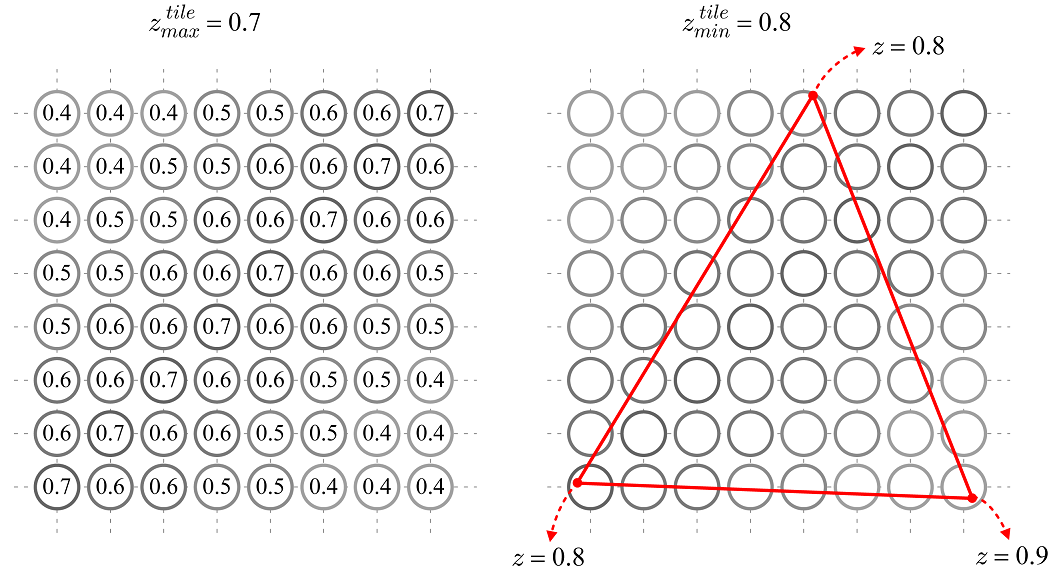 z_max^tile = 0.7
z_min^tile = 0.8
z = 0.8
0.4 0.4 0.4 0.5 0.5 0.6 0.6 0.7
0.4 0.4 0.5 0.5 0.6 0.6 0.7 0.6
0.4 0.5 0.5 0.6 0.6 0.7 0.6 0.6
0.5 0.5 0.6 0.6 0.7 0.6 0.6 0.5
0.5 0.6 0.6 0.7 0.6 0.6 0.5 0.5
0.6 0.6 0.7 0.6 0.6 0.5 0.5 0.4
0.6 0.7 0.6 0.6 0.5 0.5 0.4 0.4
0.7 0.6 0.6 0.5 0.5 0.4 0.4 0.4
z = 0.8
z = 0.9